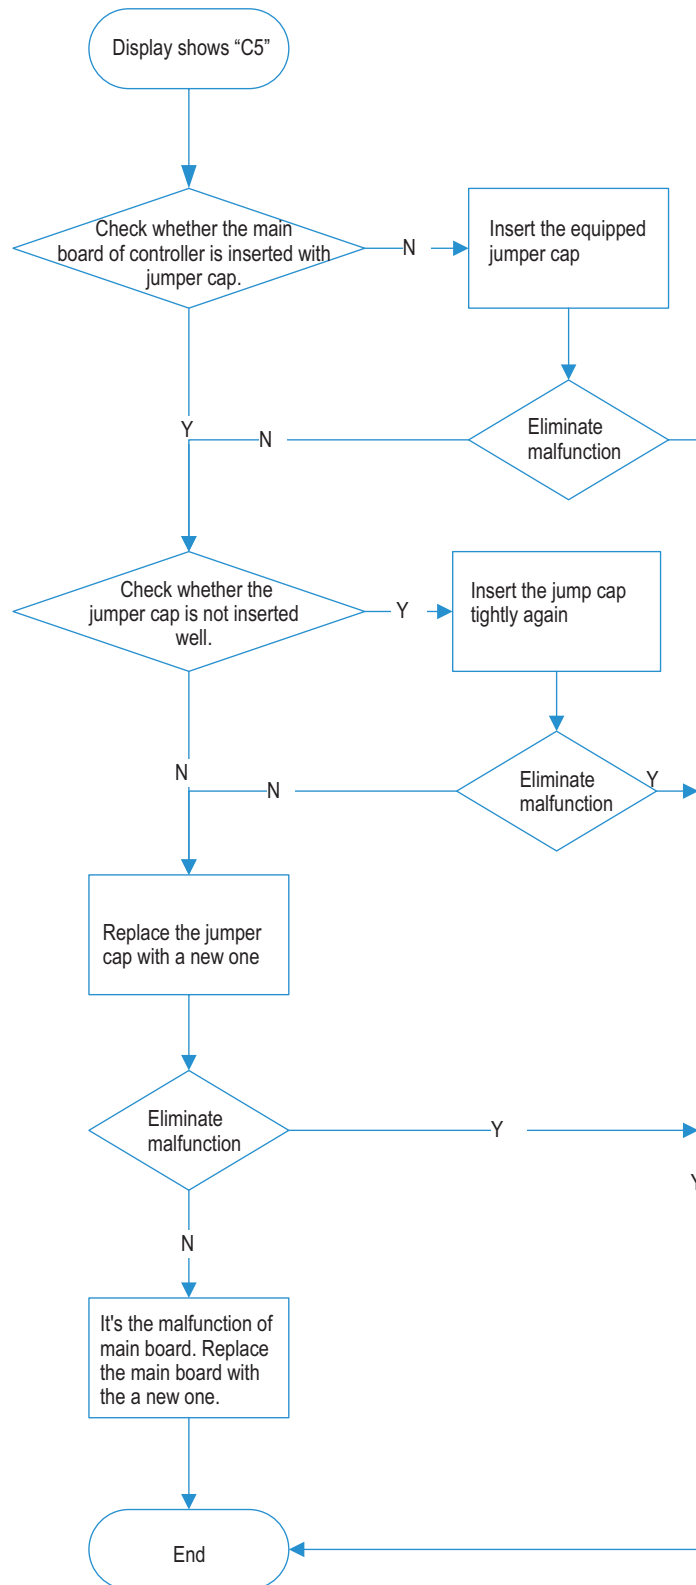 Display shows “C5”
Check whether the main
board of controller is inserted with
jumper cap.
N
Insert the equipped
jumper cap
Y
N
Eliminate
malfunction
Check whether the
jumper cap is not inserted
well.
Y
Insert the jump cap
tightly again
N
N
Eliminate
malfunction
Y
Replace the jumper
cap with a new one
Eliminate
malfunction
Y
Y
N
It's the malfunction of
main board. Replace
the main board with
the a new one.
End